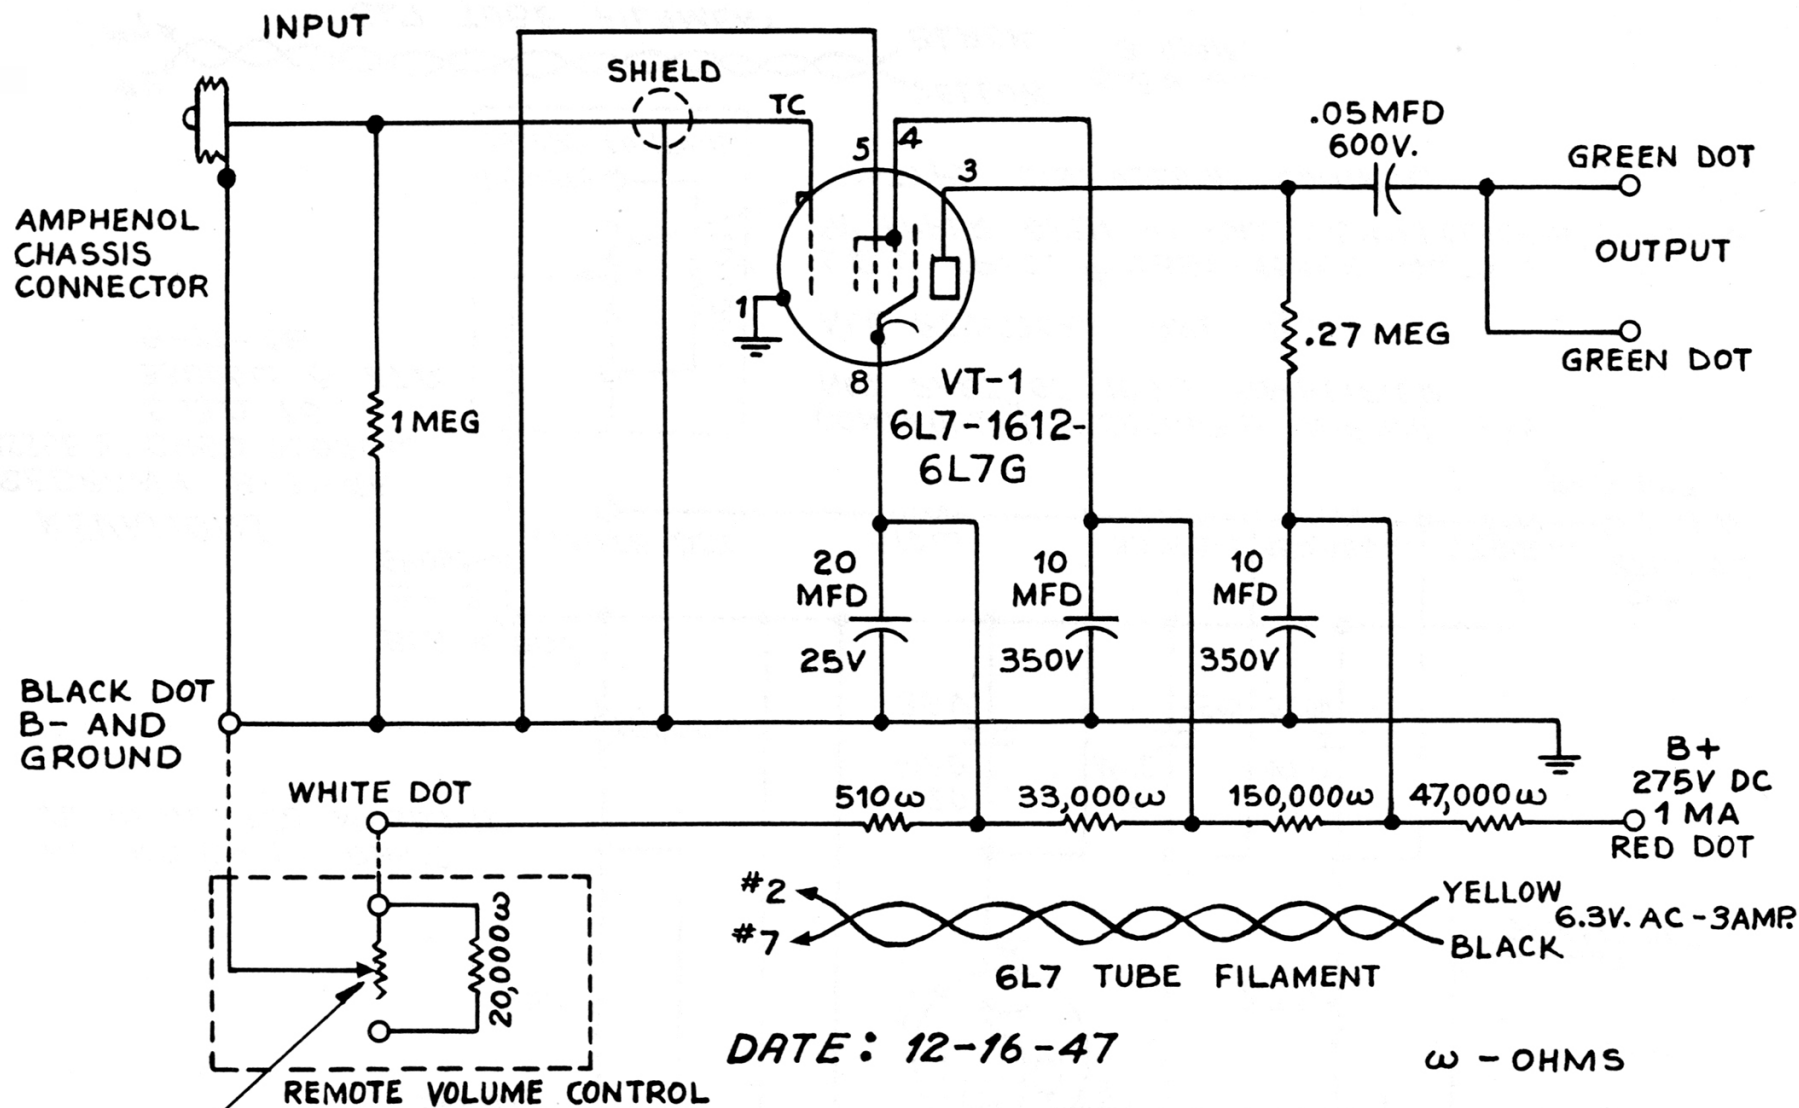 INPUT
SHIELD
TC
5
4
3
.05MFD
600V.
GREEN DOT
AMPHENOL
CHASSIS
CONNECTOR
OUTPUT
1
.27 MEG
GREEN DOT
8
VT-1
6L7-1612-
6L7G
1 MEG
20
MFD
25V
10
MFD
350V
10
MFD
350V
BLACK DOT
B- AND
GROUND
WHITE DOT
510ω
33,000ω
150,000ω
47,000ω
B+
275V DC
1 MA
RED DOT
#2
#7
YELLOW
BLACK
6.3V. AC -3AMP.
6L7 TUBE FILAMENT
20,000ω
DATE: 12-16-47
ω - OHMS
REMOTE VOLUME CONTROL